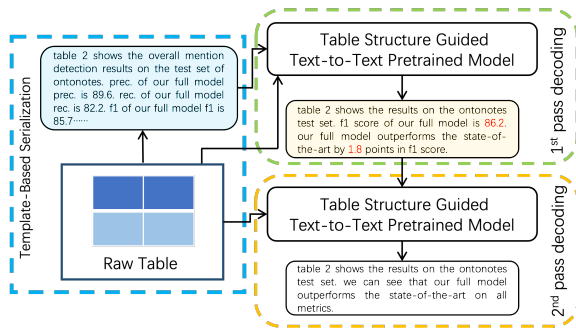 Template-Based Serialization
table 2 shows the overall mention
detection results on the test set of
ontonotes. prec. of our full model
prec. is 89.6. rec. of our full model
rec. is 82.2. f1 of our full model f1 is
85.7······
Raw Table
Table Structure Guided
Text-to-Text Pretrained Model
table 2 shows the results on the ontonotes
test set. f1 score of our full model is 86.2.
our full model outperforms the state-of-
the-art by 1.8 points in f1 score.
1st pass decoding
Table Structure Guided
Text-to-Text Pretrained Model
table 2 shows the results on the ontonotes
test set. we can see that our full model
outperforms the state-of-the-art on all
metrics.
2nd pass decoding